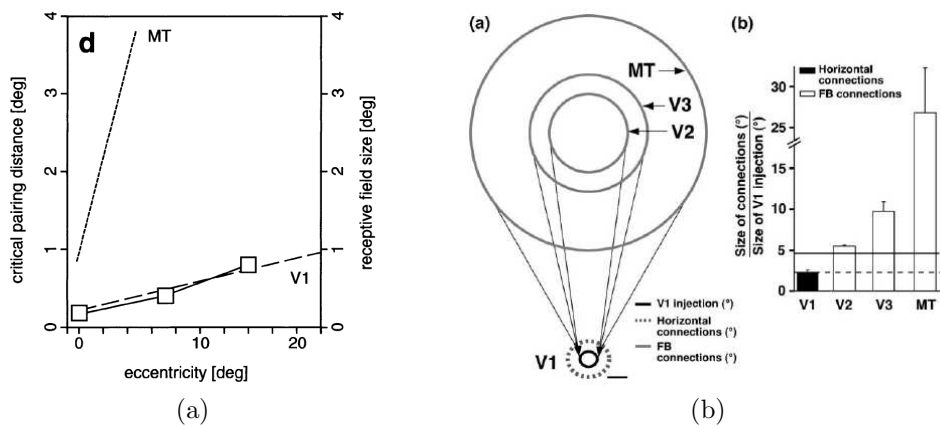 d
critical pairing distance [deg]
4
3
2
1
0
MT
V1
0
10
20
eccentricity [deg]
4
3
2
1
0
receptive field size [deg]
(a)
(a)
MT
V3
V2
V1
V1 injection (°)
Horizontal
connections (°)
FB
connections (°)
(b)
Horizontal
connections
FB connections
Size of connections (°)
Size of V1 injection (°)
30
25
10
5
0
V1 V2 V3 MT
(b)